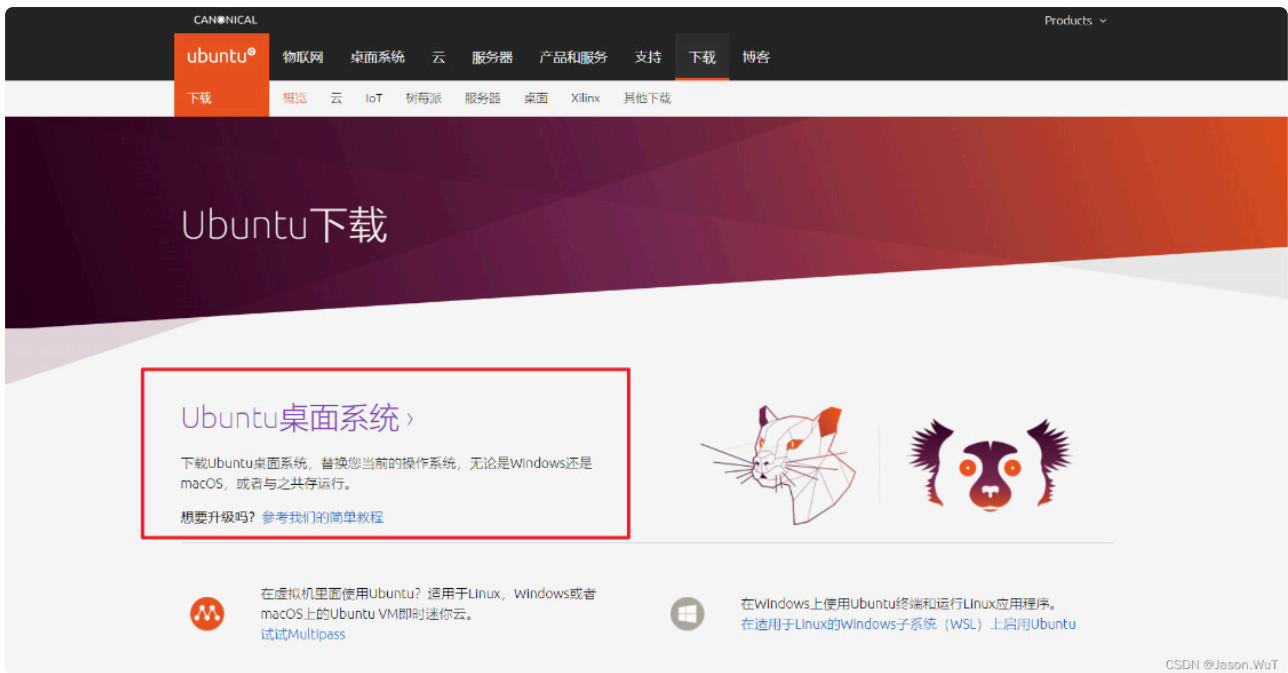 CANONICAL
Products
ubuntu 物联网 桌面系统 云 服务器 产品和服务 支持 下载 博客
下载 概览 云 IoT 树莓派 服务器 桌面 Xilinx 其他下载
Ubuntu下载
Ubuntu桌面系统 ›
下载Ubuntu桌面系统，替换您当前的操作系统，无论是Windows还是
macOS，或者与之共存运行。
想要升级吗？参考我们的简单教程
在虚拟机里面使用Ubuntu？适用于Linux，Windows或者
macOS上的Ubuntu VM即时迷你云。
试试Multipass
在Windows上使用Ubuntu终端和运行Linux应用程序。
在适用于Linux的Windows子系统（WSL）上启用Ubuntu
CSDN @Jason.WuT